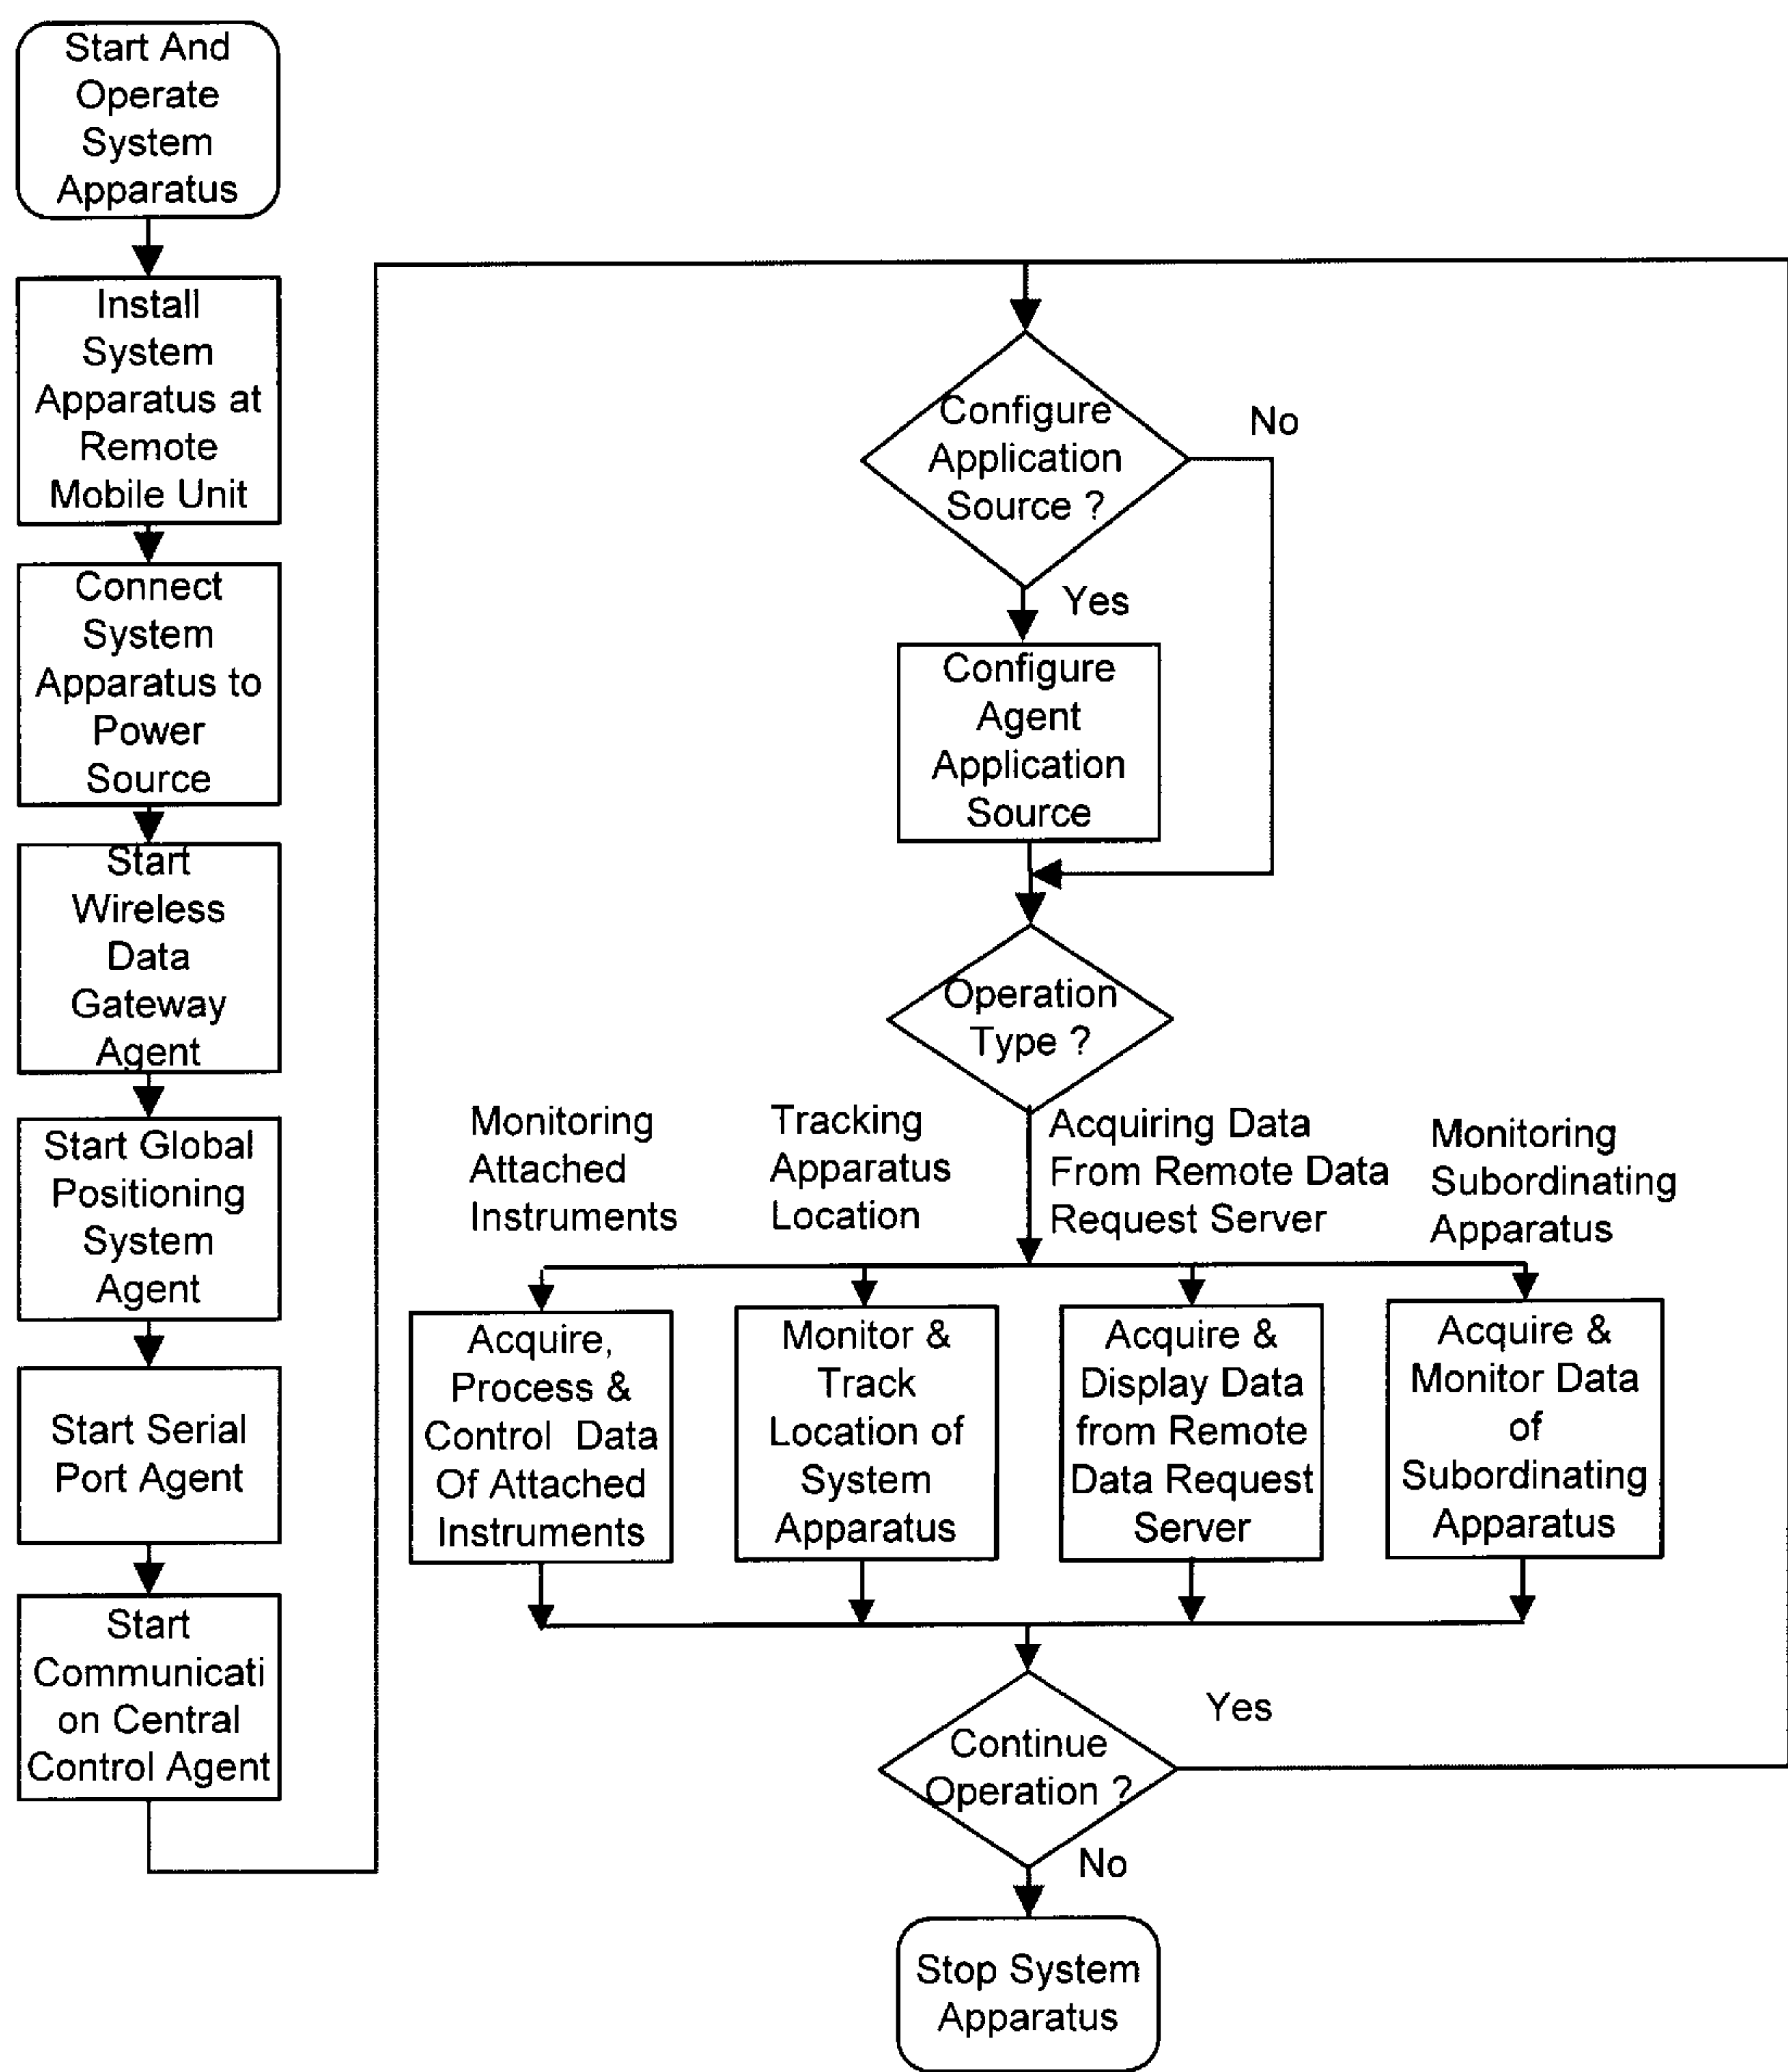 Start And
Operate
System
Apparatus
Install
System
Apparatus at
Remote
Mobile Unit
Connect
System
Apparatus to
Power
Source
Start
Wireless
Data
Gateway
Agent
Start Global
Positioning
System
Agent
Start Serial
Port Agent
Start
Communicati
on Central
Control Agent
Configure
Application
Source ?
No
Yes
Configure
Agent
Application
Source
Operation
Type ?
Monitoring
Attached
Instruments
Tracking
Apparatus
Location
Acquiring Data
From Remote Data
Request Server
Monitoring
Subordinating
Apparatus
Acquire,
Process &
Control Data
Of Attached
Instruments
Monitor &
Track
Location of
System
Apparatus
Acquire &
Display Data
from Remote
Data Request
Server
Acquire &
Monitor Data
of
Subordinating
Apparatus
Continue
Operation ?
Yes
No
Stop System
Apparatus